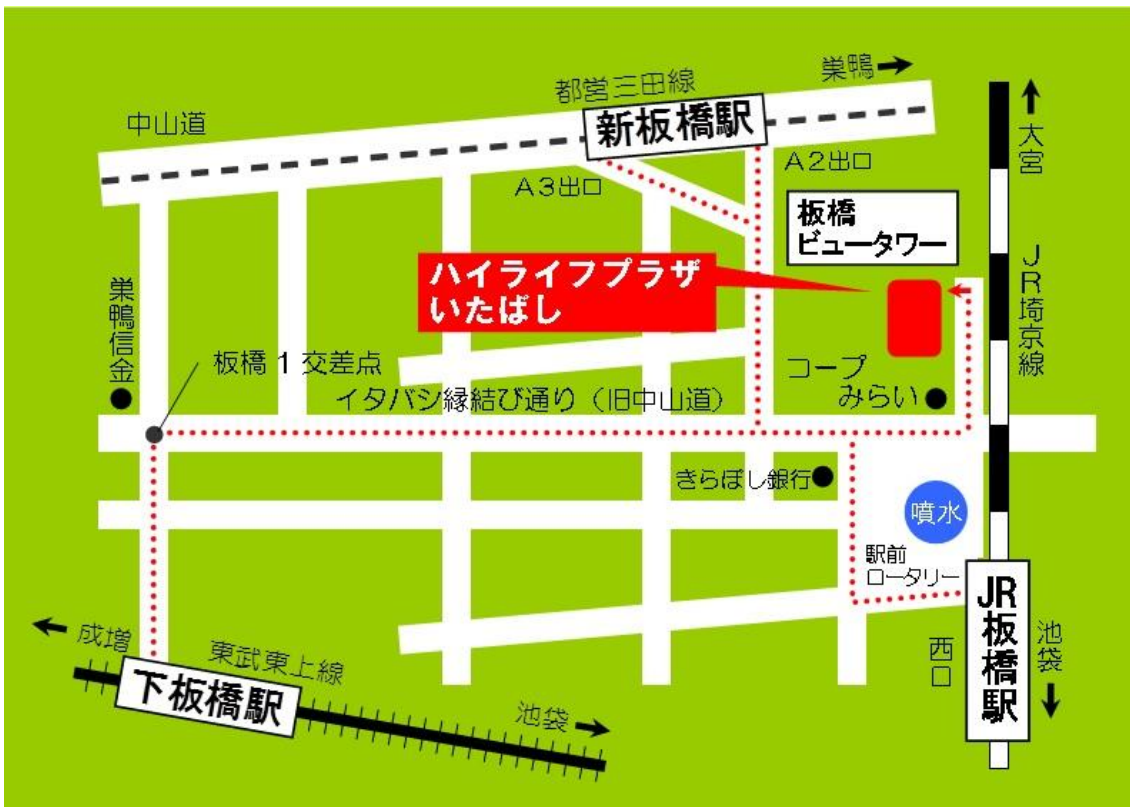 巣鴨
都営三田線
中山道
新板橋駅
大宮
A3出口
A2出口
板橋
ビュータワー
ハイライフプラザ
いたばし
JR埼京線
巣鴨信金
板橋1交差点
コープ
みらい
イタバシ縁結び通り(旧中山道)
きらぼし銀行
噴水
駅前
ロータリー
JR板橋駅
西口
池袋
成増
東武東上線
下板橋駅
池袋